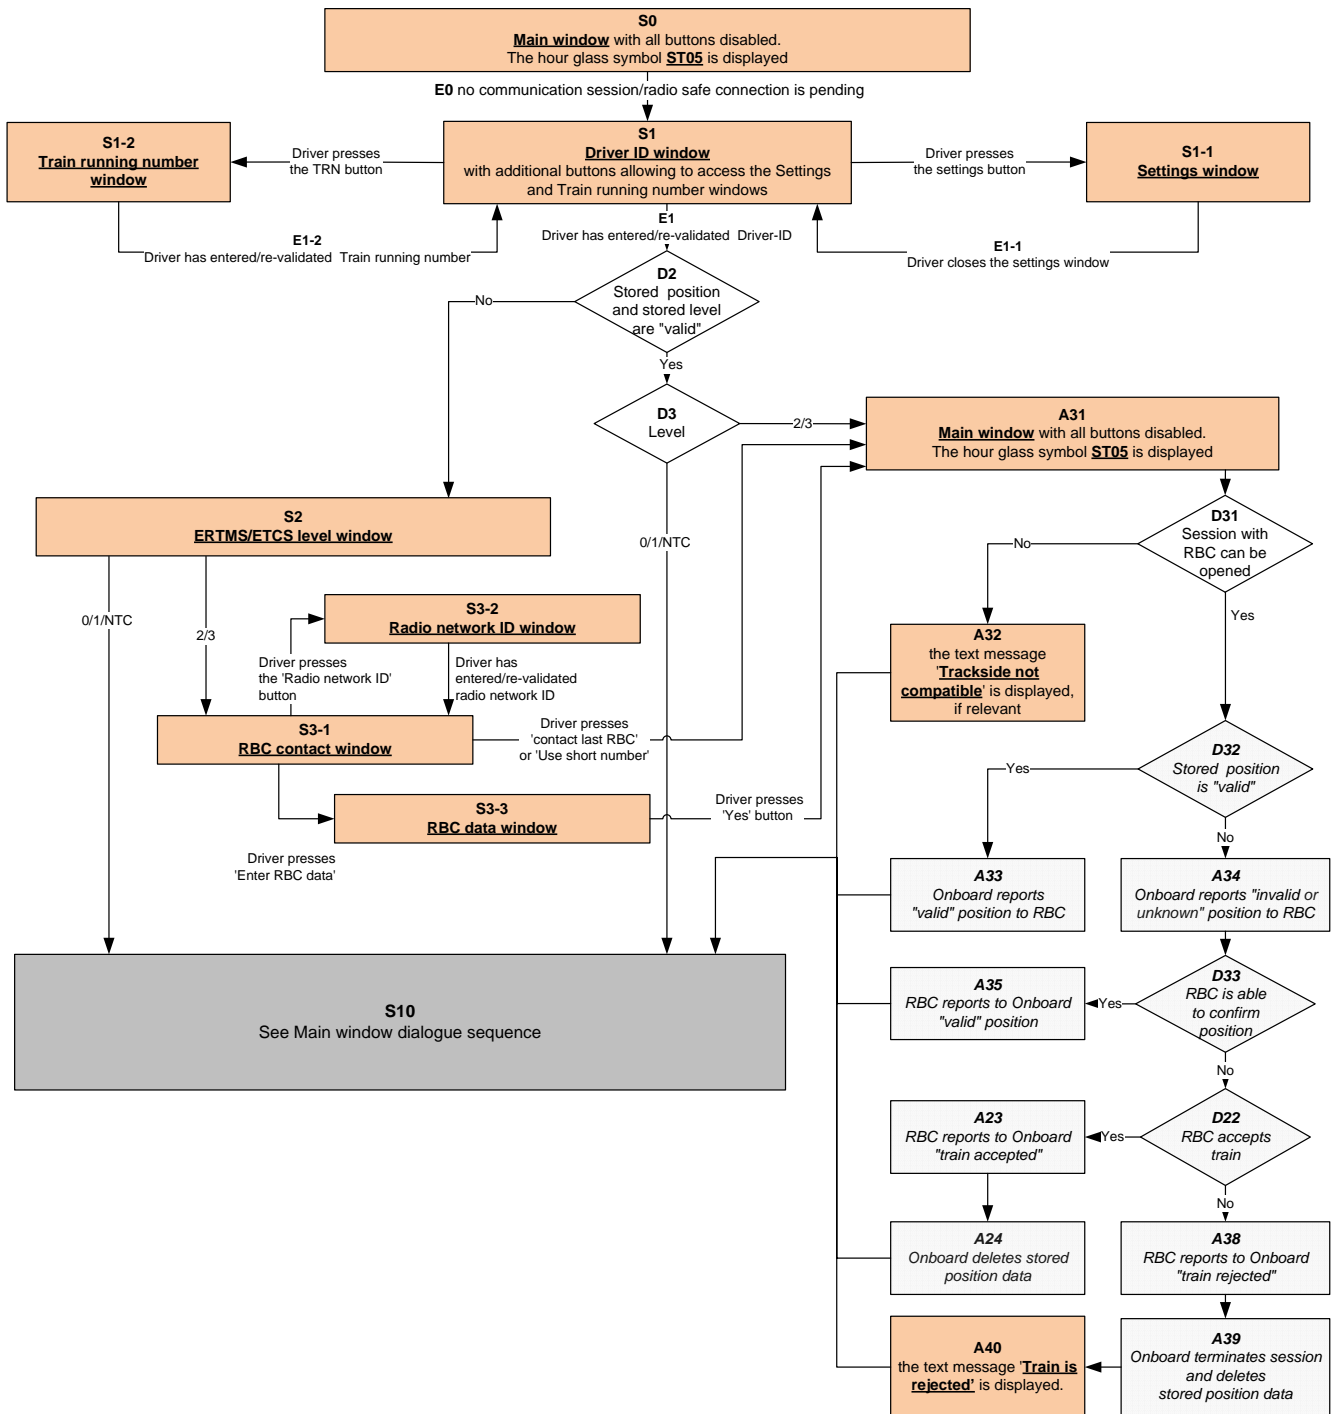 S0
Main window with all buttons disabled.
The hour glass symbol ST05 is displayed
E0 no communication session/radio safe connection is pending
S1-2
Train running number
window
Driver presses
the TRN button
S1
Driver ID window
with additional buttons allowing to access the Settings
and Train running number windows
Driver presses
the settings button
S1-1
Settings window
E1-2
Driver has entered/re-validated Train running number
E1
Driver has entered/re-validated Driver-ID
E1-1
Driver closes the settings window
D2
Stored position
and stored level
are "valid"
No
Yes
D3
Level
2/3
A31
Main window with all buttons disabled.
The hour glass symbol ST05 is displayed
S2
ERTMS/ETCS level window
0/1/NTC
D31
Session with
RBC can be
opened
No
Yes
0/1/NTC
2/3
S3-2
Radio network ID window
Driver presses
the 'Radio network ID'
button
Driver has
entered/re-validated
radio network ID
A32
the text message
'Trackside not
compatible' is displayed,
if relevant
S3-1
RBC contact window
Driver presses
'contact last RBC'
or 'Use short number'
D32
Stored position
is "valid"
Yes
No
S3-3
RBC data window
Driver presses
'Yes' button
Driver presses
'Enter RBC data'
A33
Onboard reports
"valid" position to RBC
A34
Onboard reports "invalid or
unknown" position to RBC
S10
See Main window dialogue sequence
A35
RBC reports to Onboard
"valid" position
Yes
D33
RBC is able
to confirm
position
No
A23
RBC reports to Onboard
"train accepted"
Yes
D22
RBC accepts
train
No
A24
Onboard deletes stored
position data
A38
RBC reports to Onboard
"train rejected"
A40
the text message 'Train is
rejected' is displayed.
A39
Onboard terminates session
and deletes
stored position data